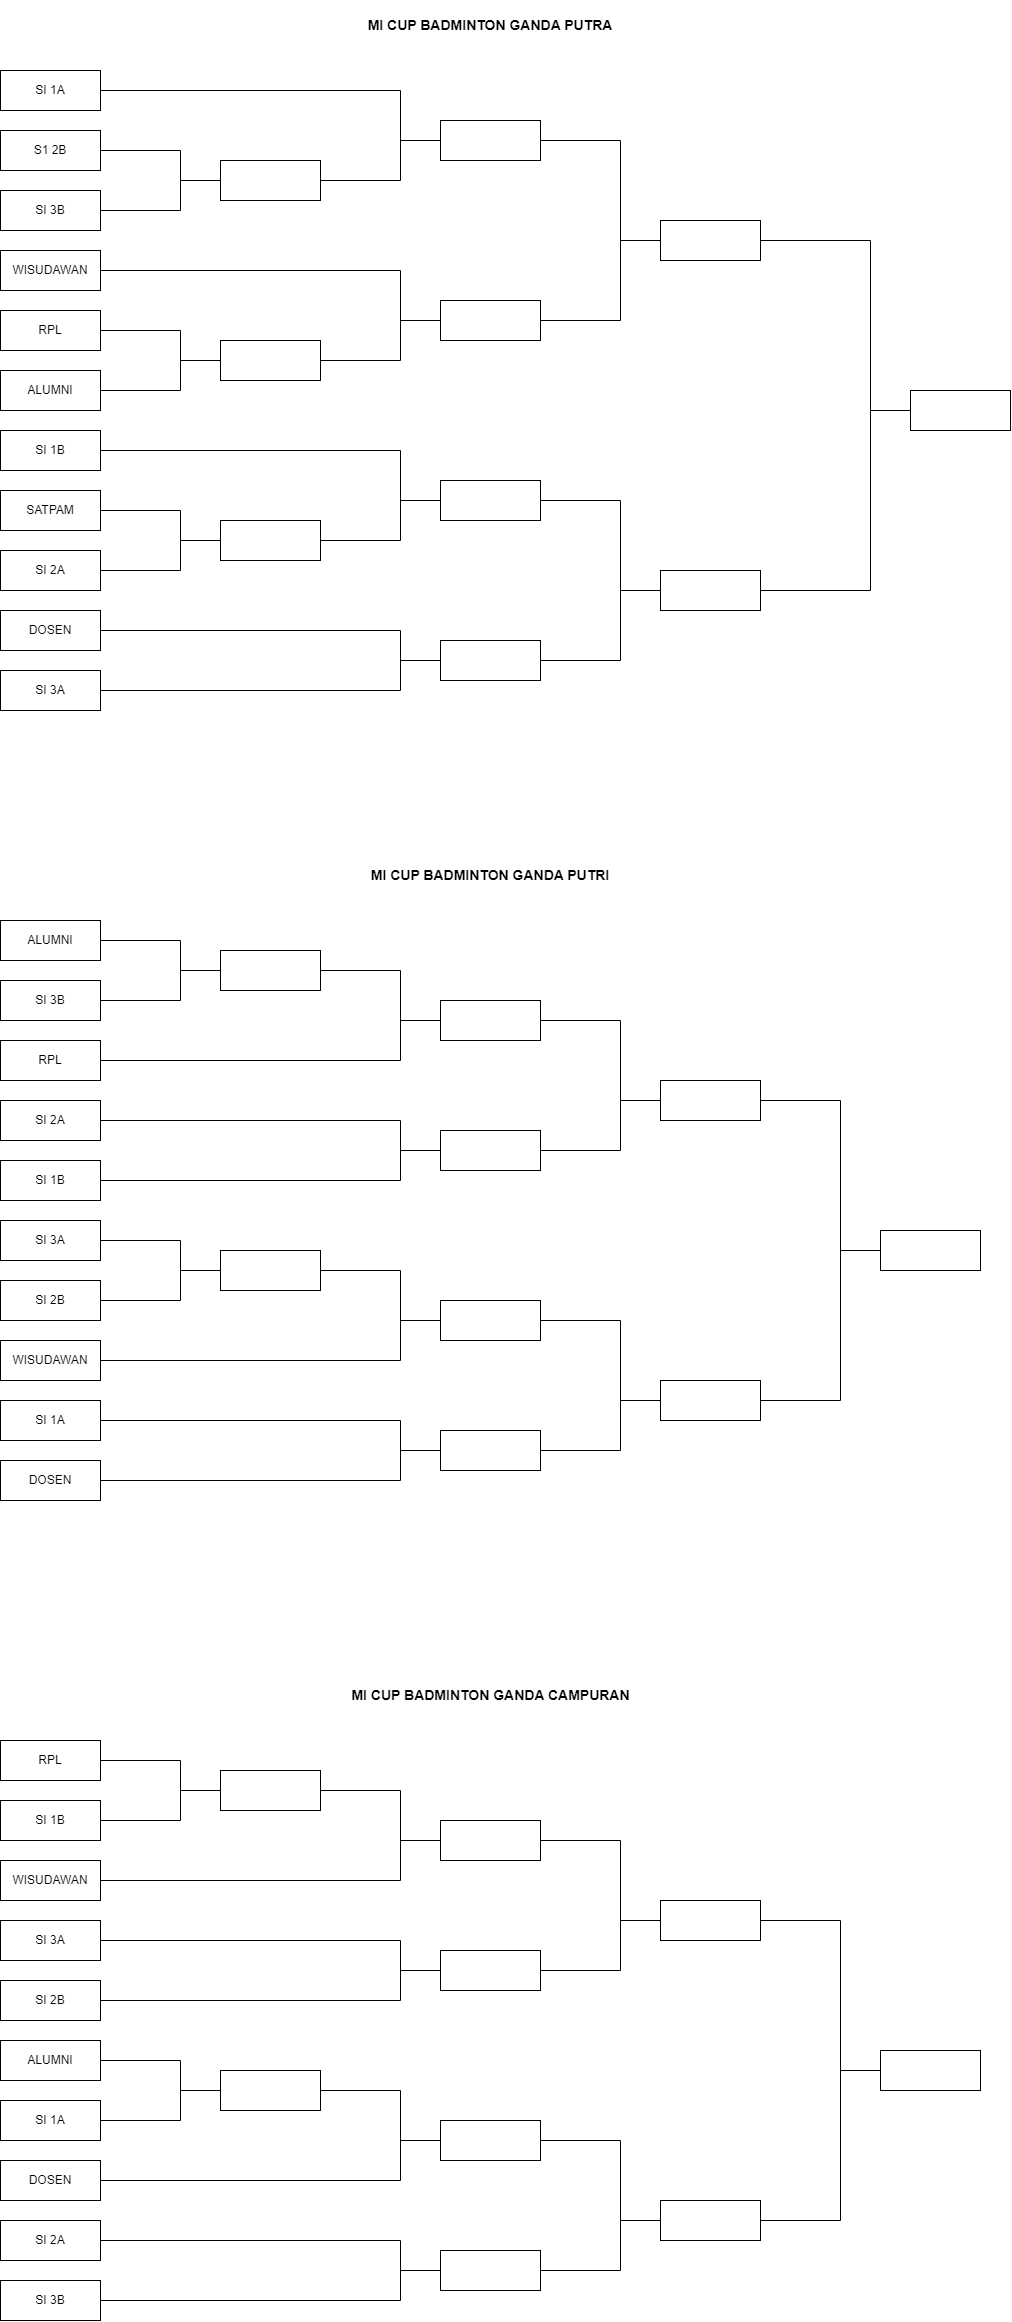 MI CUP BADMINTON GANDA PUTRA
SI 1A
S1 2B
SI 3B
WISUDAWAN
RPL
ALUMNI
SI 1B
SATPAM
SI 2A
DOSEN
SI 3A
MI CUP BADMINTON GANDA PUTRI
ALUMNI
SI 3B
RPL
SI 2A
SI 1B
SI 3A
SI 2B
WISUDAWAN
SI 1A
DOSEN
MI CUP BADMINTON GANDA CAMPURAN
RPL
SI 1B
WISUDAWAN
SI 3A
SI 2B
ALUMNI
SI 1A
DOSEN
SI 2A
SI 3B